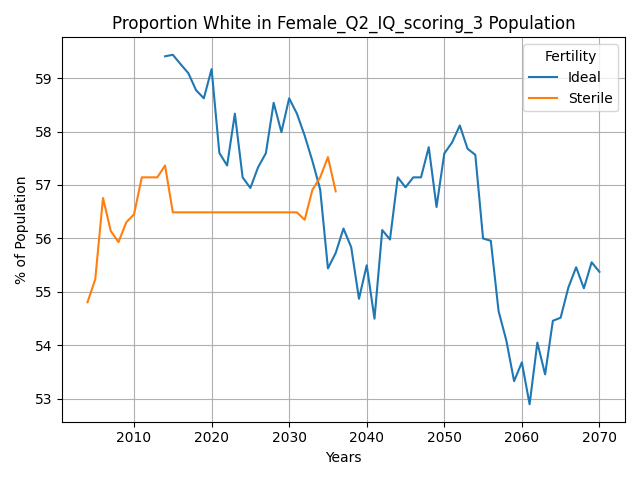 Proportion White in Female_Q2_IQ_scoring_3 Population
Fertility
Ideal
Sterile
% of Population
59
58
57
56
55
54
53
2010 2020 2030 2040 2050 2060 2070
Years